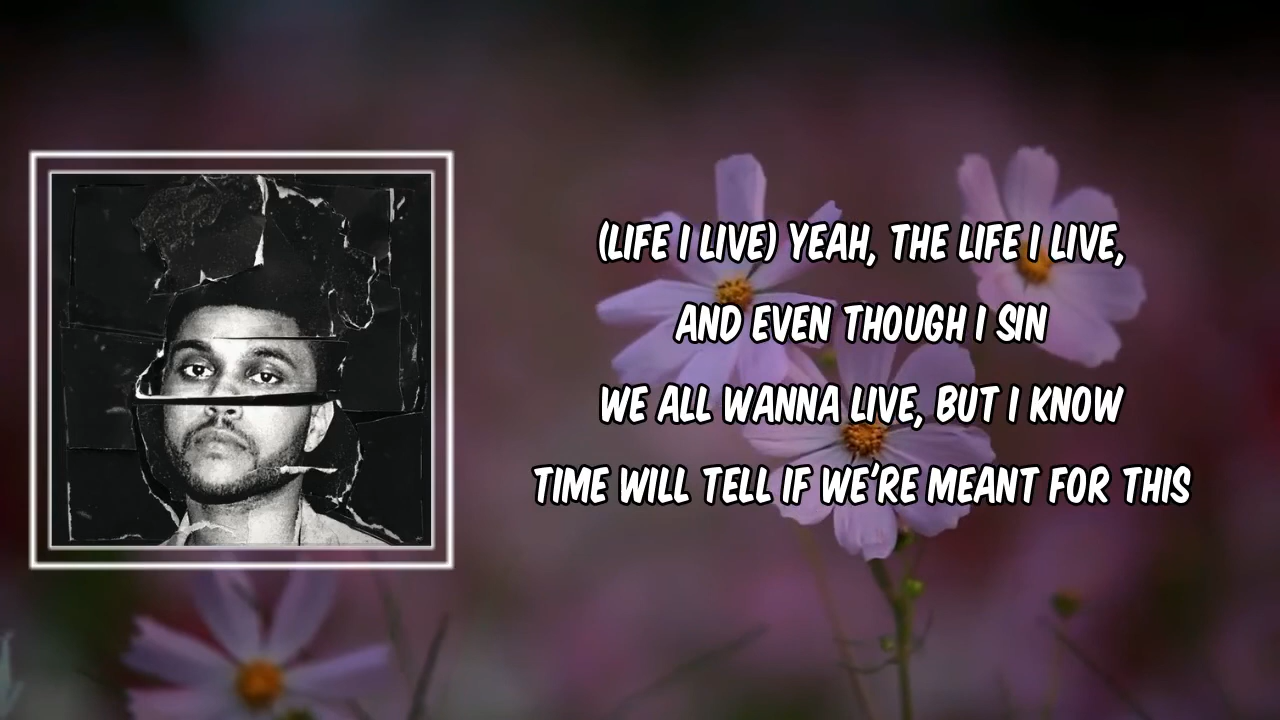 (LIFE I LIVE) YEAH, THE LIFE I LIVE,
AND EVEN THOUGH I SIN
WE ALL WANNA LIVE, BUT I KNOW
TIME WILL TELL IF WE'RE MEANT FOR THIS